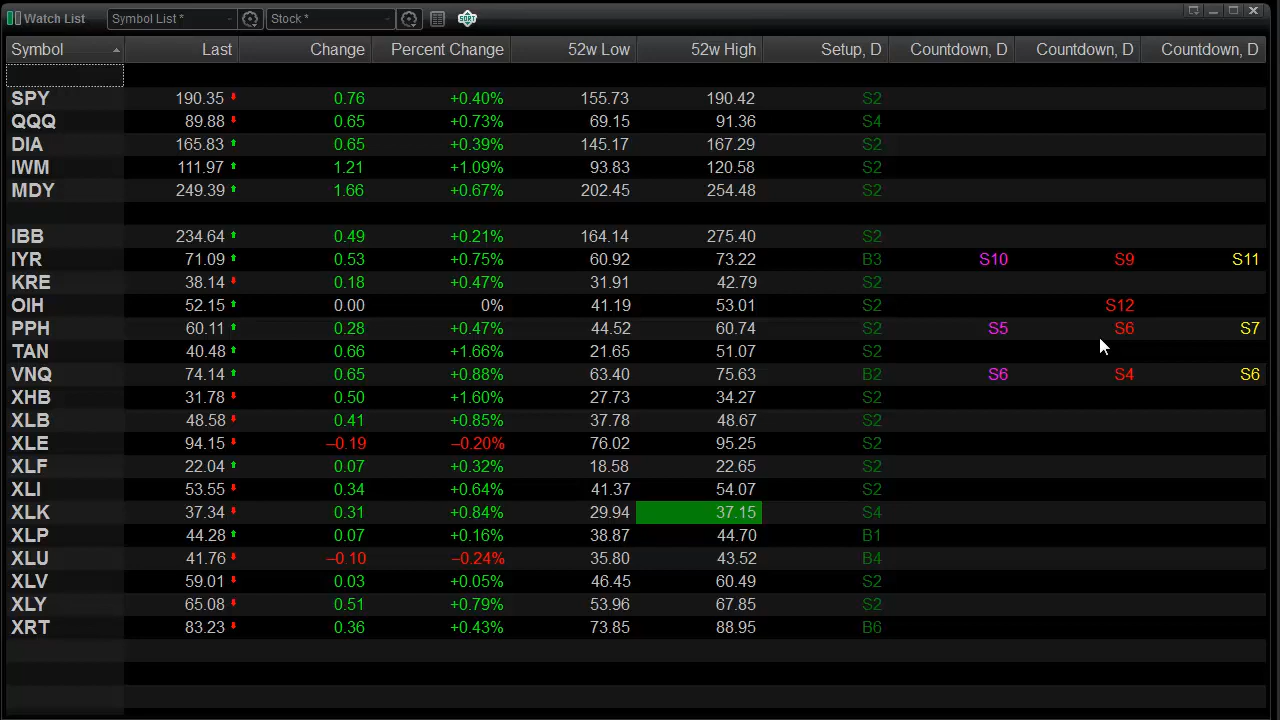 Watch List Symbol List * Stock * SORT
Symbol Last Change Percent Change 52w Low 52w High Setup, D Countdown, D Countdown, D Countdown, D
SPY 190.35 0.76 +0.40% 155.73 190.42 S2
QQQ 89.88 0.65 +0.73% 69.15 91.36 S4
DIA 165.83 0.65 +0.39% 145.17 167.29 S2
IWM 111.97 1.21 +1.09% 93.83 120.58 S2
MDY 249.39 1.66 +0.67% 202.45 254.48 S2
IBB 234.64 0.49 +0.21% 164.14 275.40 S2
IYR 71.09 0.53 +0.75% 60.92 73.22 B3 S10 S9 S11
KRE 38.14 0.18 +0.47% 31.91 42.79 S2
OIH 52.15 0.00 0% 41.19 53.01 S2 S12
PPH 60.11 0.28 +0.47% 44.52 60.74 S2 S5 S6 S7
TAN 40.48 0.66 +1.66% 21.65 51.07 S2
VNQ 74.14 0.65 +0.88% 63.40 75.63 B2 S6 S4 S6
XHB 31.78 0.50 +1.60% 27.73 34.27 S2
XLB 48.58 0.41 +0.85% 37.78 48.67 S2
XLE 94.15 –0.19 –0.20% 76.02 95.25 S2
XLF 22.04 0.07 +0.32% 18.58 22.65 S2
XLI 53.55 0.34 +0.64% 41.37 54.07 S2
XLK 37.34 0.31 +0.84% 29.94 37.15 S4
XLP 44.28 0.07 +0.16% 38.87 44.70 B1
XLU 41.76 –0.10 –0.24% 35.80 43.52 B4
XLV 59.01 0.03 +0.05% 46.45 60.49 S2
XLY 65.08 0.51 +0.79% 53.96 67.85 S2
XRT 83.23 0.36 +0.43% 73.85 88.95 B6